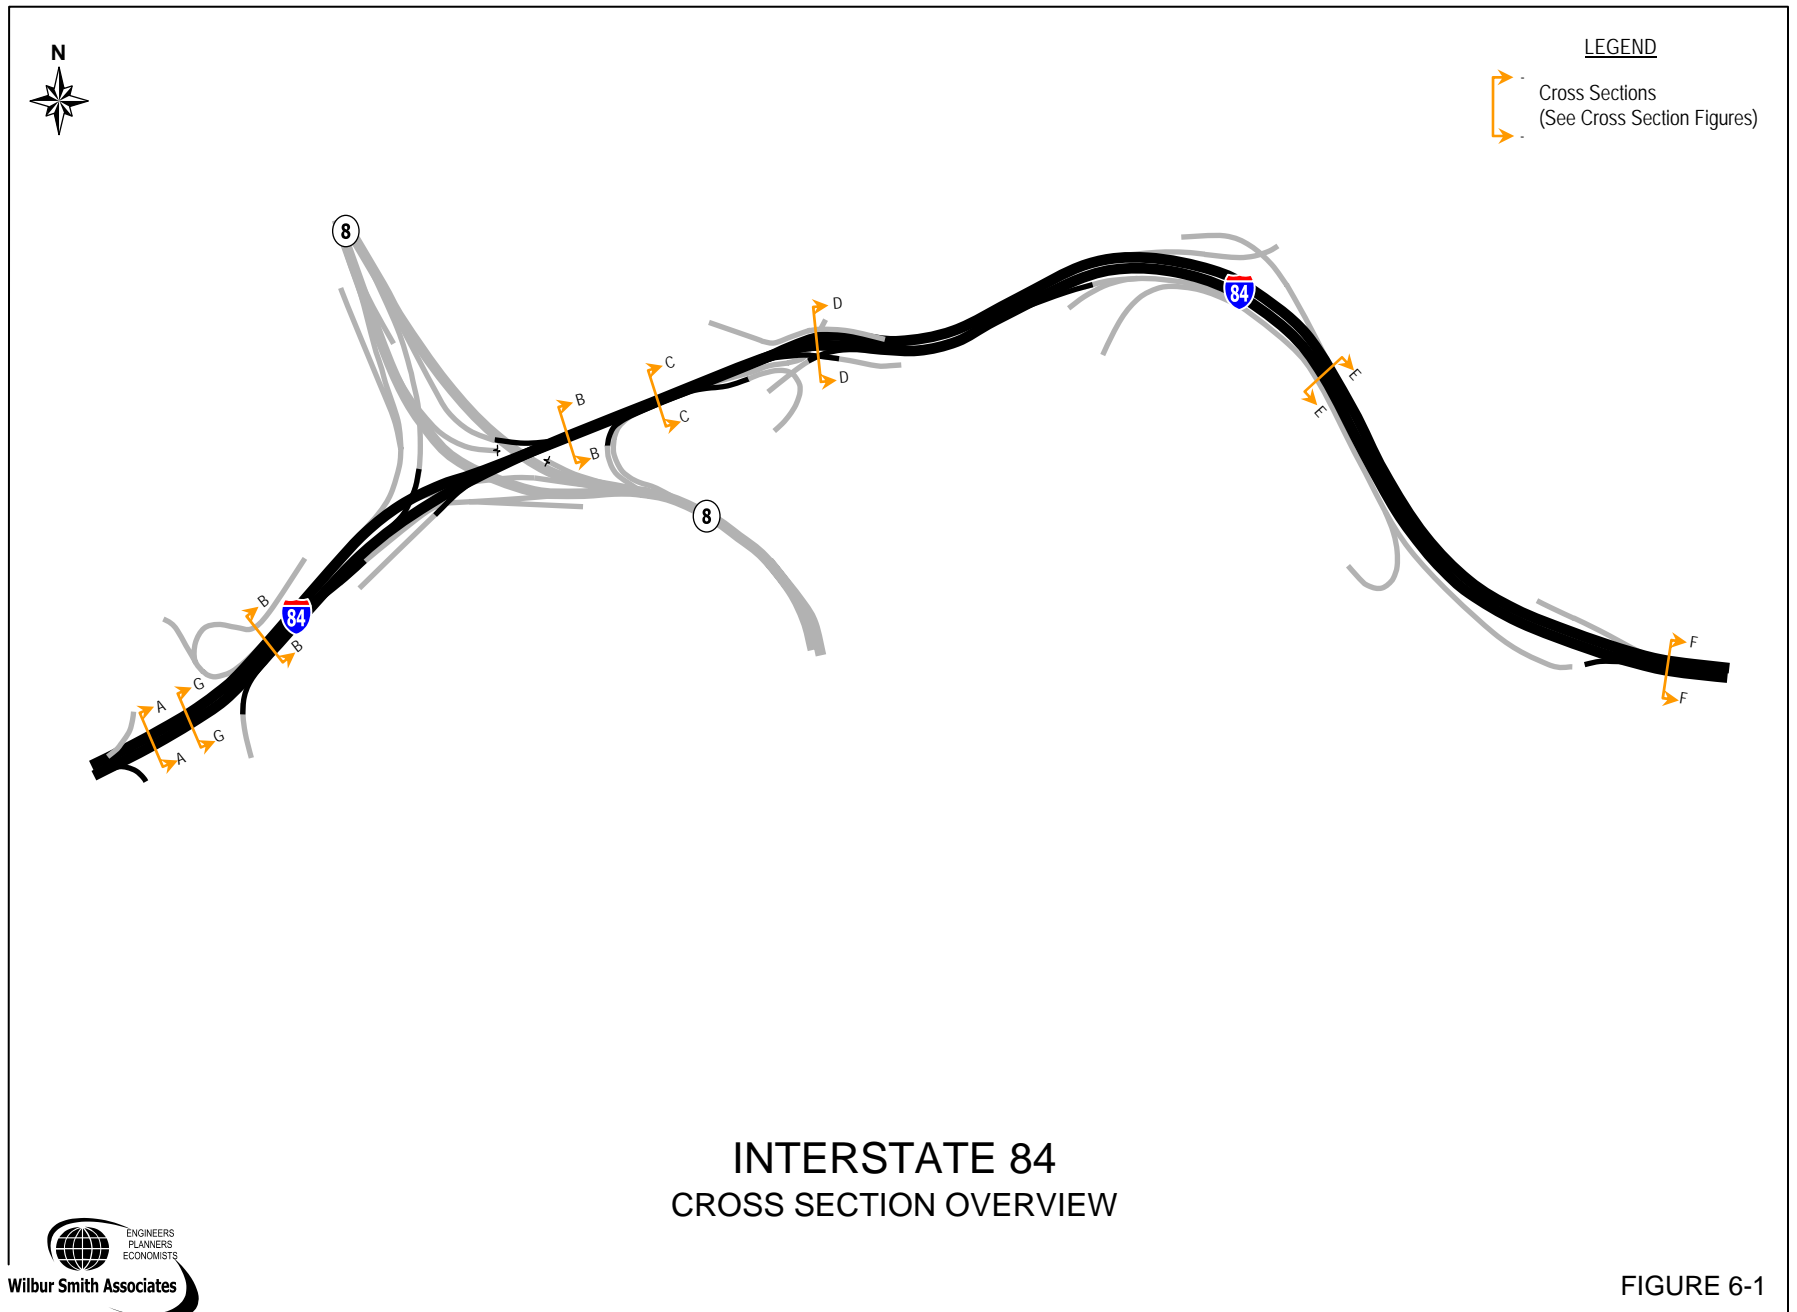 N
LEGEND
Cross Sections
(See Cross Section Figures)
8
D
84
D
C
E
B
C
E
B
8
B
84
B
F
G
F
A
G
A
INTERSTATE 84
CROSS SECTION OVERVIEW
ENGINEERS
PLANNERS
ECONOMISTS
Wilbur Smith Associates
FIGURE 6-1